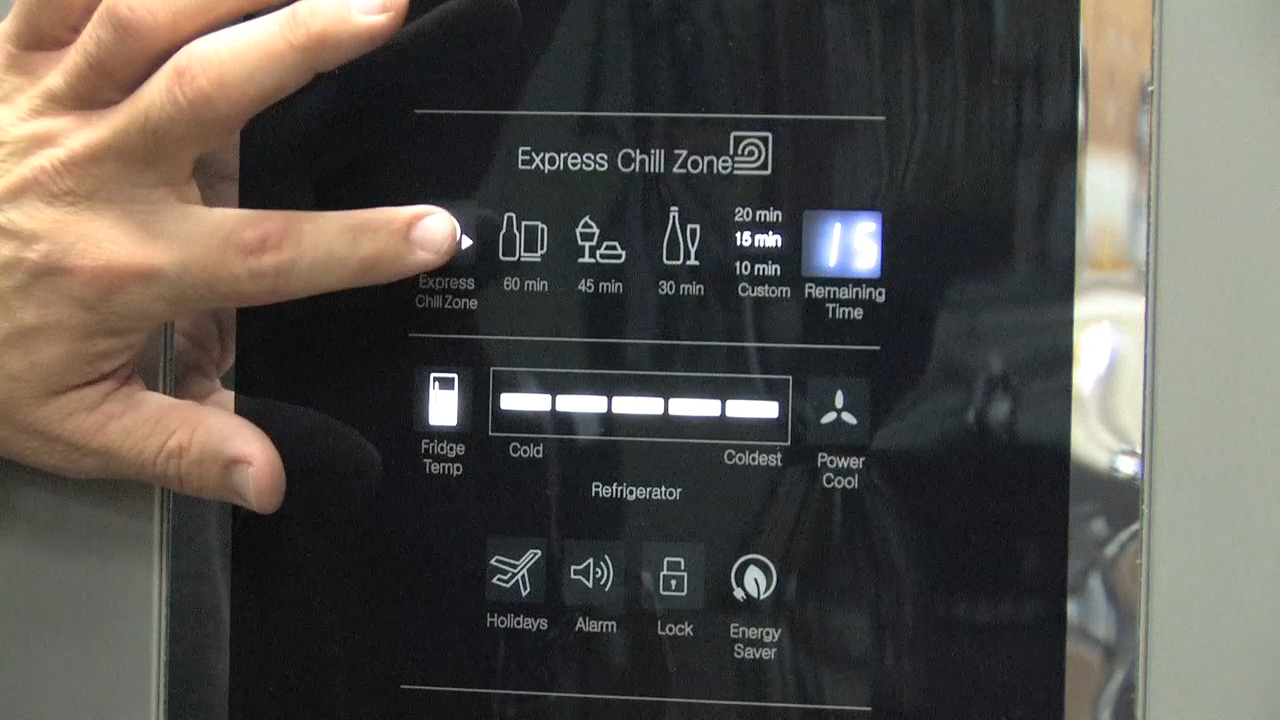 Express Chill Zone
20 min
15 min
10 min
Custom
15
Express
Chill Zone
60 min
45 min
30 min
Remaining
Time
Fridge
Temp
Cold
Coldest
Power
Cool
Refrigerator
Holidays
Alarm
Lock
Energy
Saver